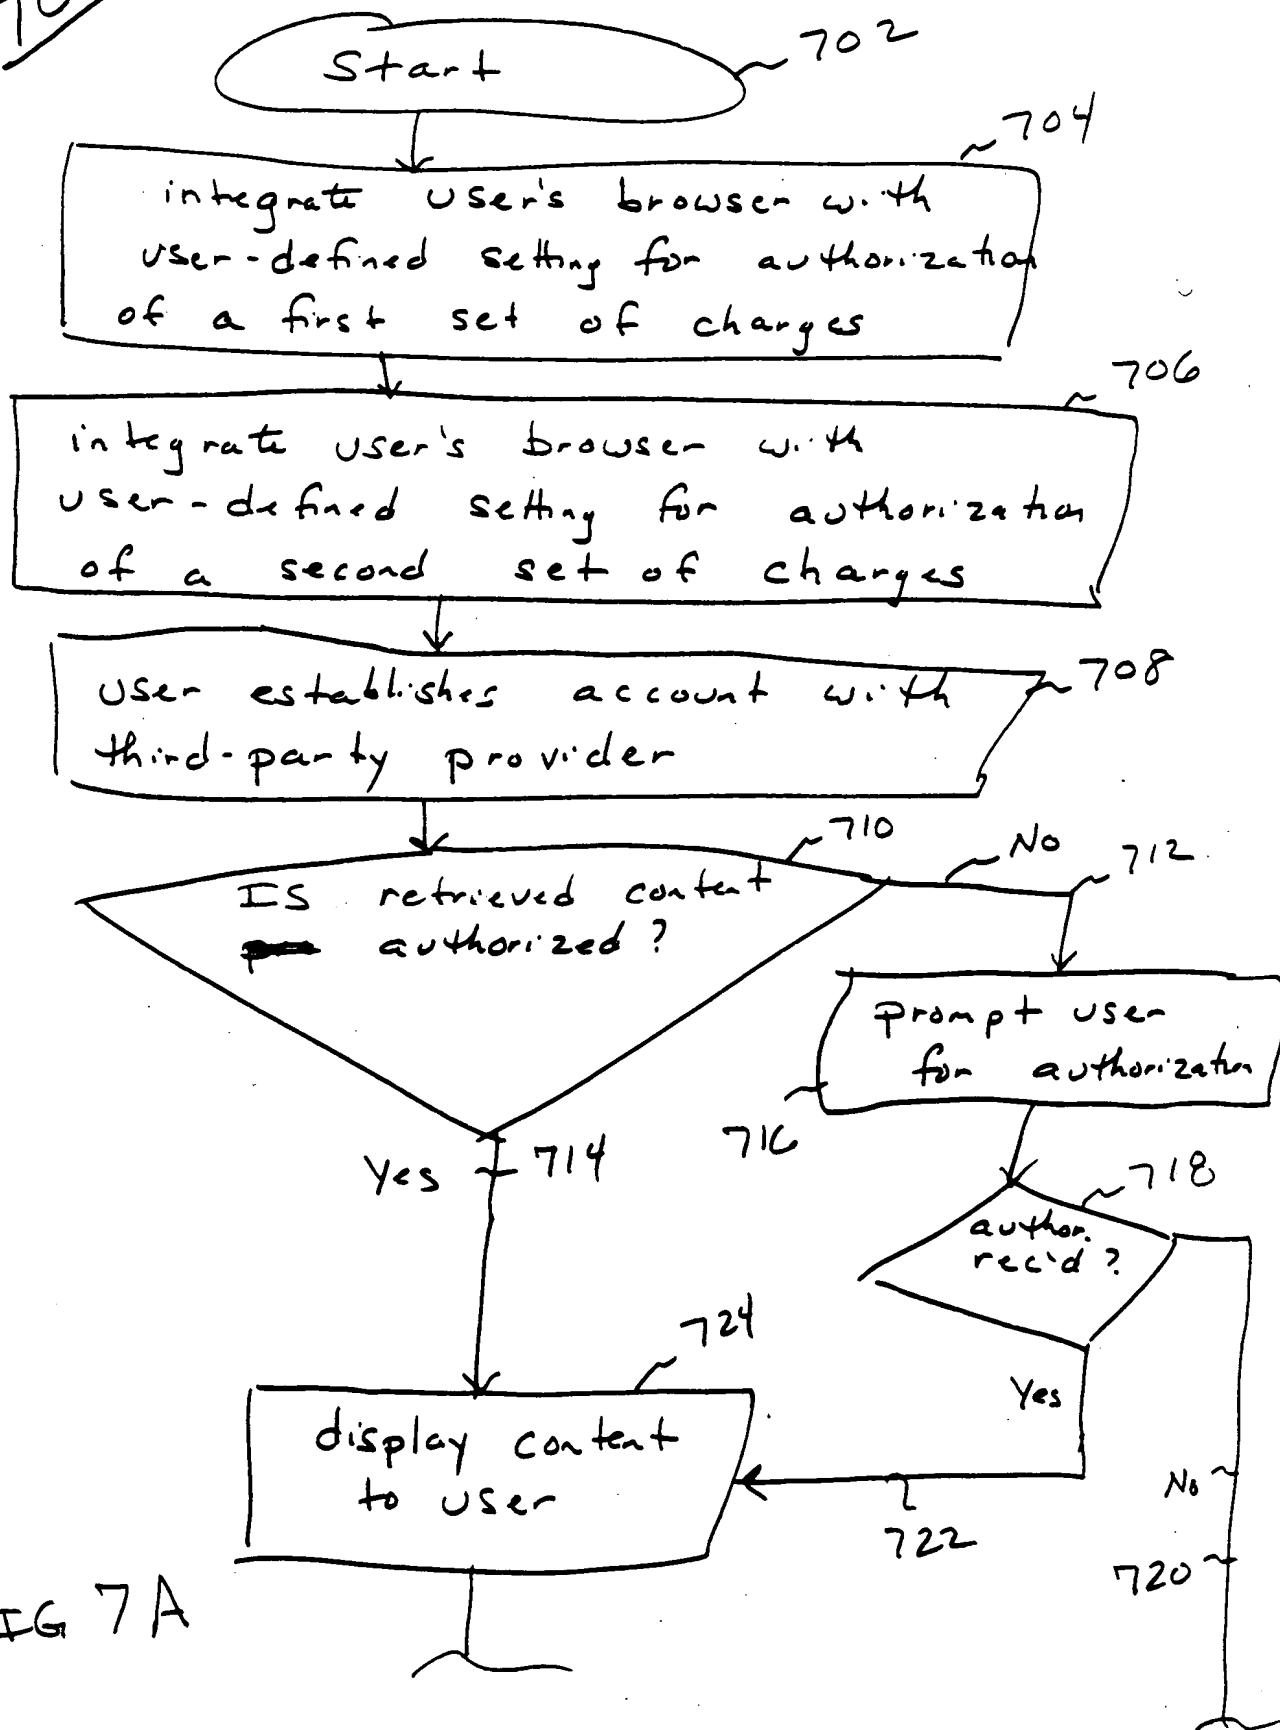 70
Start
702
704
integrate user's browser with
user-defined setting for authorization
of a first set of charges
706
integrate user's browser with
user-defined setting for authorization
of a second set of charges
708
user establishes account with
third-party provider
710
No
712
IS retrieved content
authorized?
prompt user
for authorization
716
Yes
714
718
author.
rec'd?
724
Yes
display content
to user
722
No
720
IG 7A